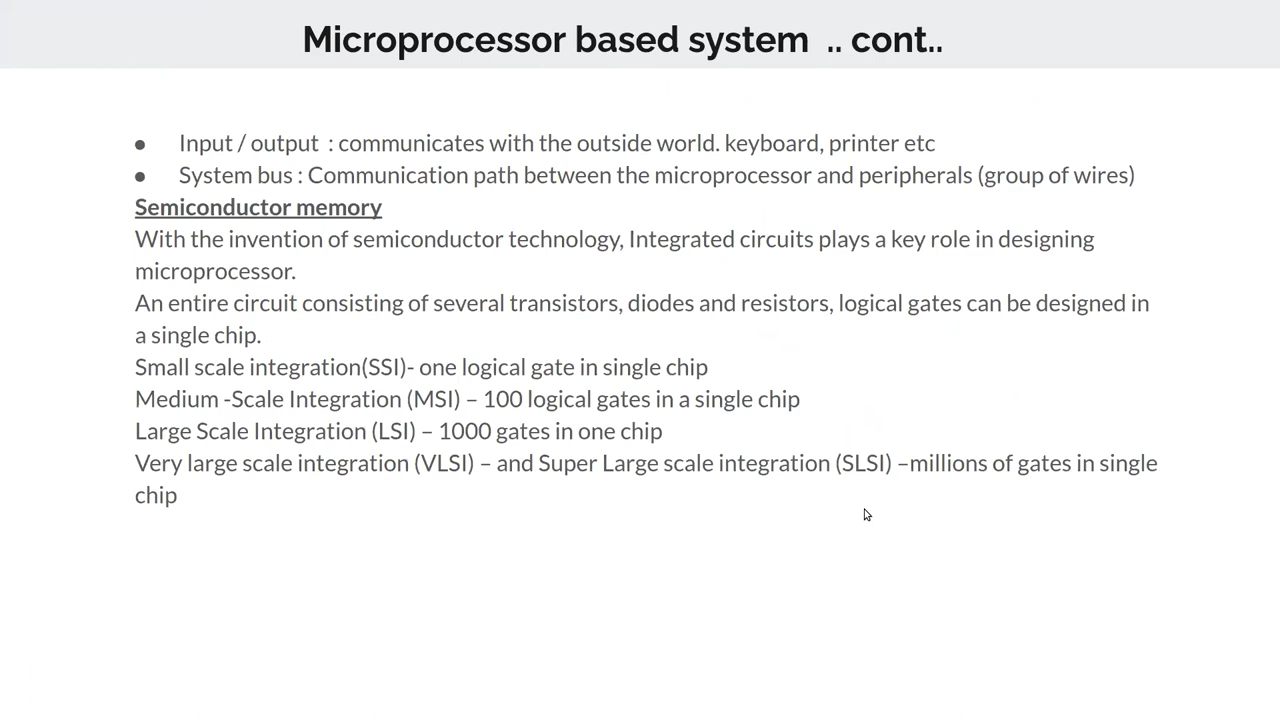 Microprocessor based system .. cont..
● Input / output : communicates with the outside world. keyboard, printer etc
● System bus : Communication path between the microprocessor and peripherals (group of wires)
Semiconductor memory
With the invention of semiconductor technology, Integrated circuits plays a key role in designing
microprocessor.
An entire circuit consisting of several transistors, diodes and resistors, logical gates can be designed in
a single chip.
Small scale integration(SSI)- one logical gate in single chip
Medium -Scale Integration (MSI) – 100 logical gates in a single chip
Large Scale Integration (LSI) – 1000 gates in one chip
Very large scale integration (VLSI) – and Super Large scale integration (SLSI) –millions of gates in single
chip